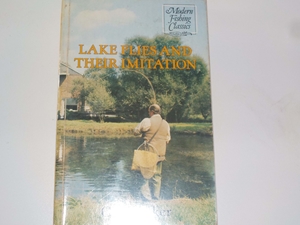 Modern
Fishing
Classics
LAKE FLIES AND
THEIR IMITATION